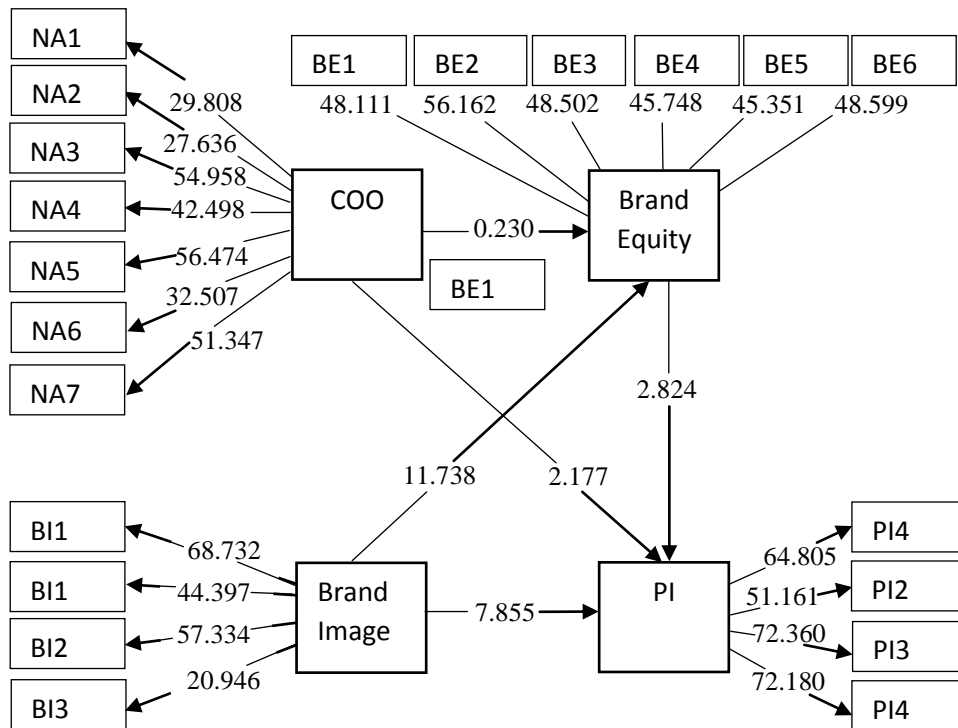 NA1
NA2
NA3
NA4
NA5
NA6
NA7
29.808
27.636
54.958
42.498
56.474
32.507
51.347
COO
BE1 BE2 BE3 BE4 BE5 BE6
48.111 56.162 48.502 45.748 45.351 48.599
Brand
Equity
0.230
BE1
2.824
11.738
2.177
BI1
BI1
BI2
BI3
68.732
44.397
57.334
20.946
Brand
Image
7.855
PI
64.805
51.161
72.360
72.180
PI4
PI2
PI3
PI4